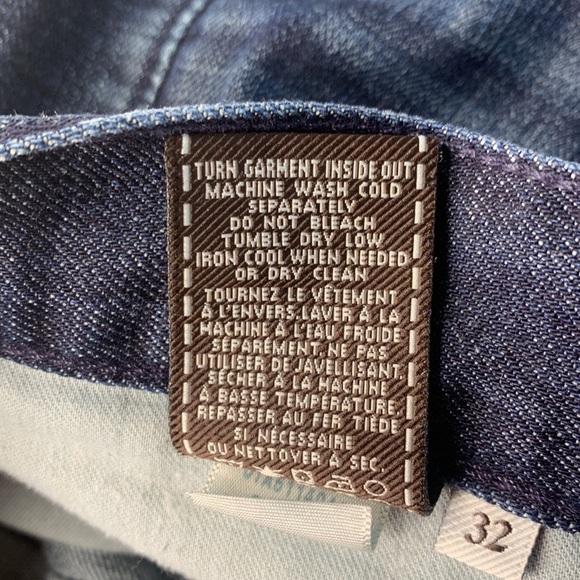 TURN GARMENT INSIDE OUT
MACHINE WASH COLD
SEPARATELY
DO NOT BLEACH
TUMBLE DRY LOW
IRON COOL WHEN NEEDED
OR DRY CLEAN
TOURNEZ LE VÊTEMENT
À L'ENVERS.LAVER À LA
MACHINE À L'EAU FROIDE
SÉPARÉMENT. NE PAS
UTILISER DE JAVELLISANT.
SÉCHER À LA MACHINE
À BASSE TEMPÉRATURE.
REPASSER AU FER TIÈDE
SI NÉCESSAIRE
OU NETTOYER À SEC.
32